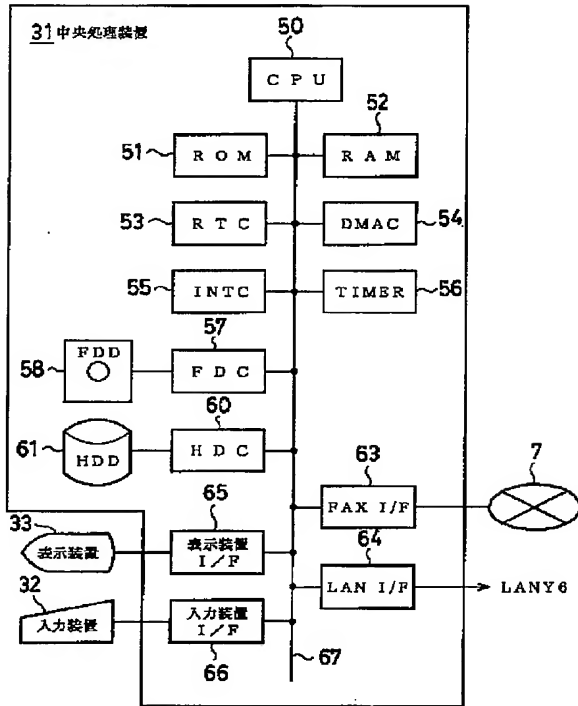 31 中央処理装置
50
CPU
52
51 ROM RAM
53 RTC DMAC 54
55 INTC TIMER 56
57
58 FDD FDC
60
61 HDD HDC
63 7
FAX I/F
65
33 表示装置 表示装置
I/F
64
LAN I/F → LANY6
32 入力装置 入力装置
I/F
66 67